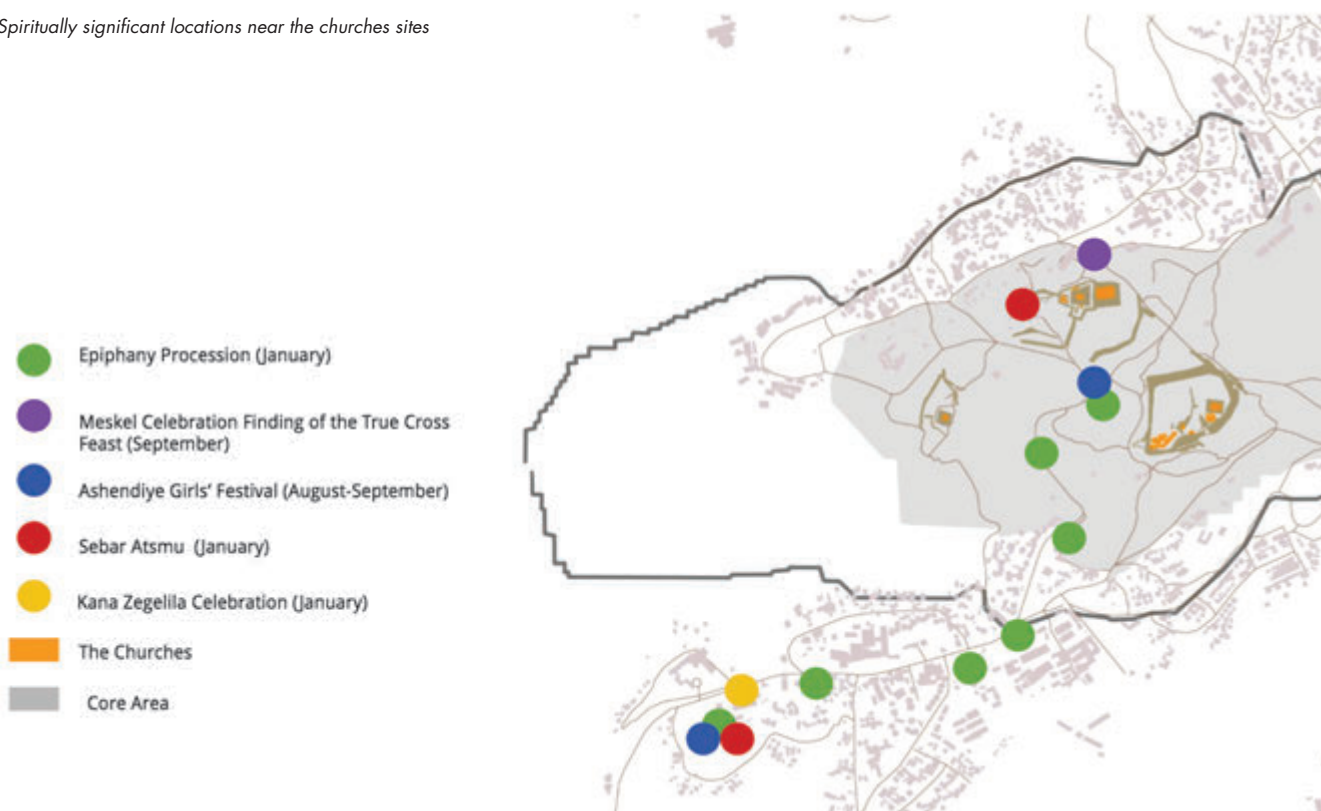 Spiritually significant locations near the churches sites
Epiphany Procession (January)
Meskel Celebration Finding of the True Cross
Feast (September)
Ashendiye Girls' Festival (August-September)
Sebar Atsmu (January)
Kana Zegelila Celebration (January)
The Churches
Core Area